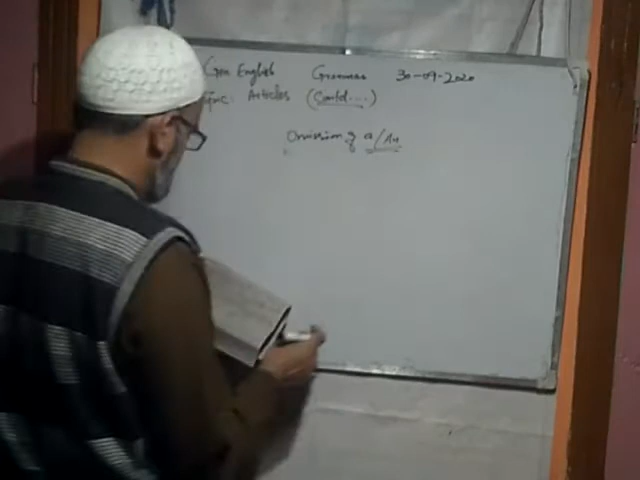 Gen English Grammar 30-09-2020
Articles (Contd....)
Omission of a/An